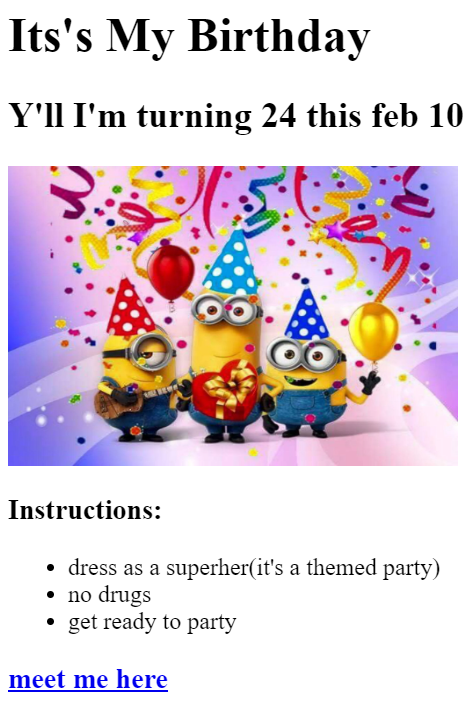 Its's My Birthday
Y'll I'm turning 24 this feb 10
Instructions:
dress as a superher(it's a themed party)
no drugs
get ready to party
meet me here